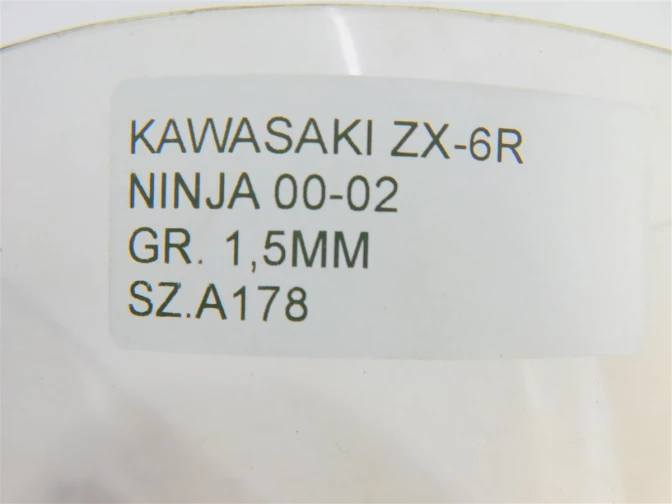 KAWASAKI ZX-6R
NINJA 00-02
GR. 1,5MM
SZ.A178